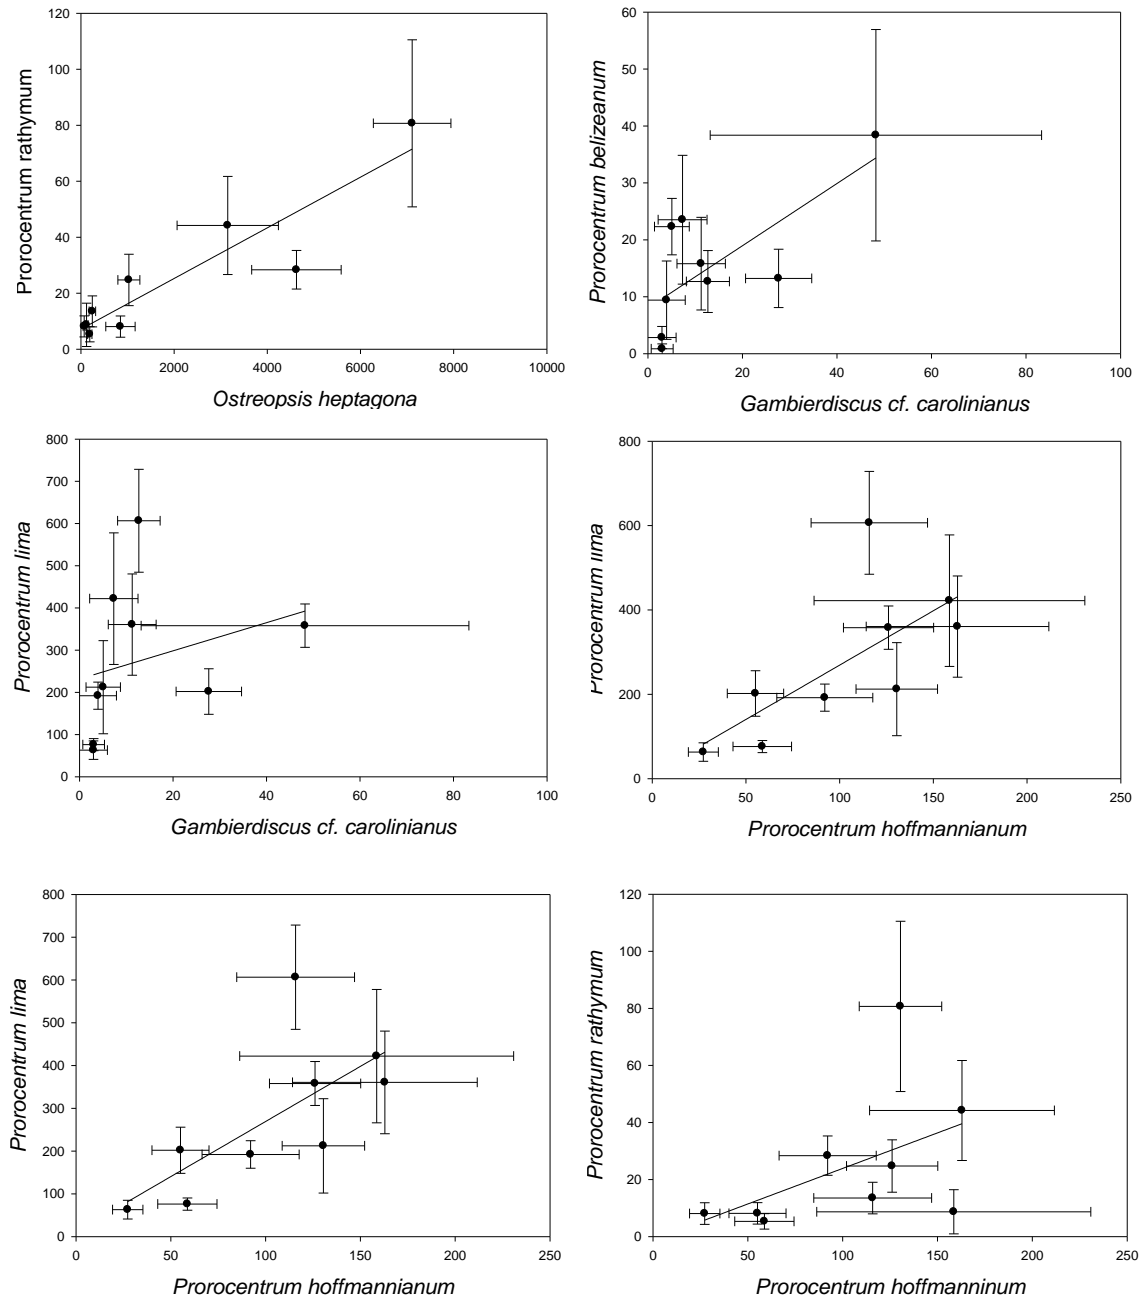 120
100
80
60
40
20
0
Prorocentrum rathymum
0 2000 4000 6000 8000 10000
Ostreopsis heptagona
60
50
40
30
20
10
0
Prorocentrum belizeanum
0 20 40 60 80 100
Gambierdiscus cf. carolinianus
800
700
600
500
400
300
200
100
0
Prorocentrum lima
0 20 40 60 80 100
Gambierdiscus cf. carolinianus
800
600
400
200
0
Prorocentrum lima
0 50 100 150 200 250
Prorocentrum hoffmannianum
800
700
600
500
400
300
200
100
0
Prorocentrum lima
0 50 100 150 200 250
Prorocentrum hoffmannianum
120
100
80
60
40
20
0
Prorocentrum rathymum
0 50 100 150 200 250
Prorocentrum hoffmanninum